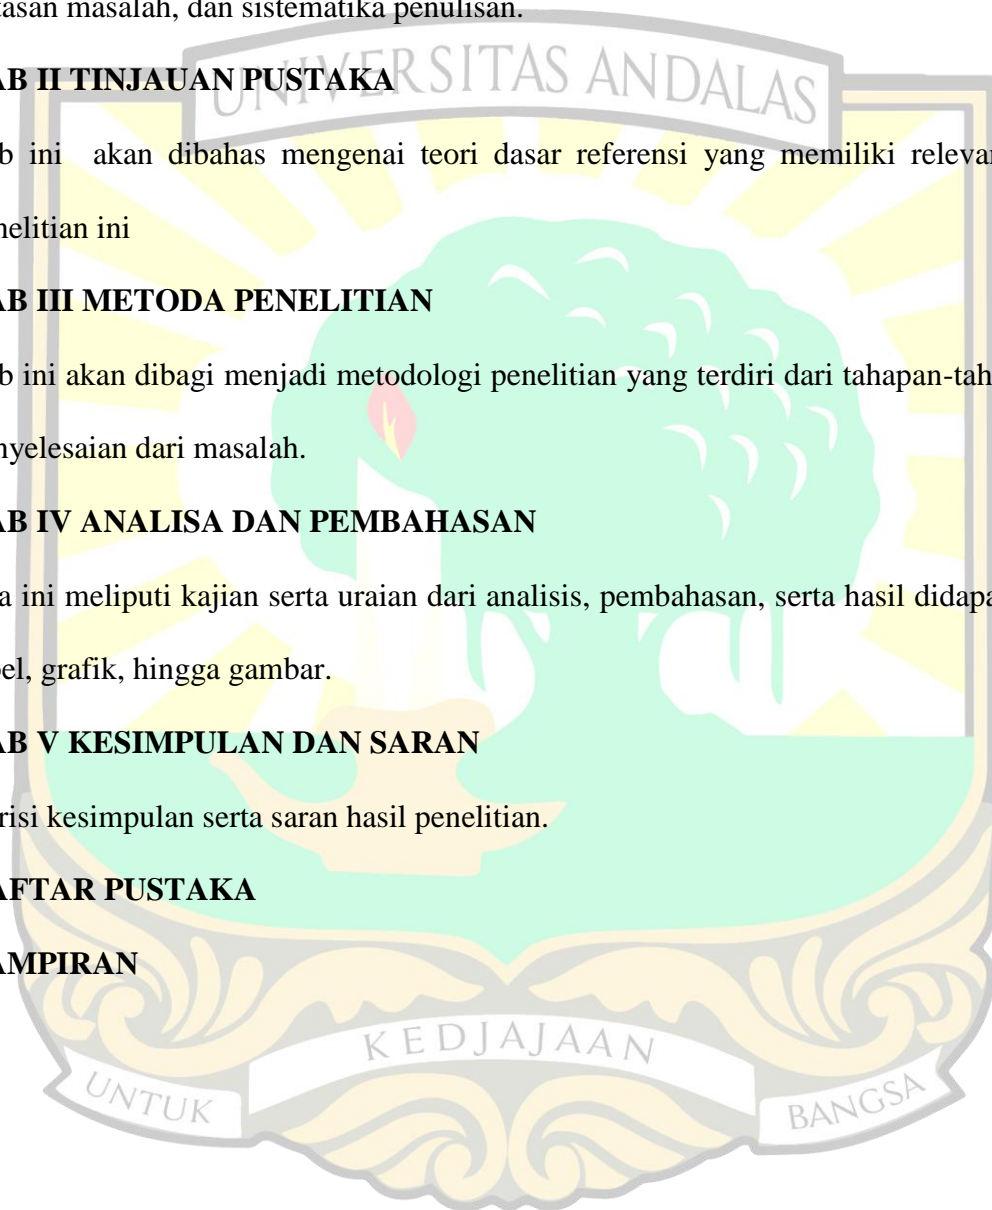 tasan masalah, dan sistematika penulisan.
UNIVERSITAS ANDALAS
AB II TINJAUAN PUSTAKA
b ini akan dibahas mengenai teori dasar referensi yang memiliki relevan
nelitian ini
AB III METODA PENELITIAN
b ini akan dibagi menjadi metodologi penelitian yang terdiri dari tahapan-tah
nyelesaian dari masalah.
AB IV ANALISA DAN PEMBAHASAN
a ini meliputi kajian serta uraian dari analisis, pembahasan, serta hasil didapa
el, grafik, hingga gambar.
AB V KESIMPULAN DAN SARAN
risi kesimpulan serta saran hasil penelitian.
AFTAR PUSTAKA
AMPIRAN
UNTUK KEDJAJAAN BANGSA